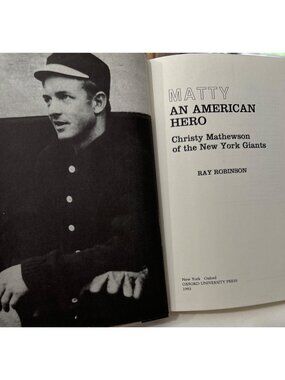 MATTY
AN AMERICAN
HERO
Christy Mathewson
of the New York Giants
RAY ROBINSON
New York Oxford
OXFORD UNIVERSITY PRESS
1993